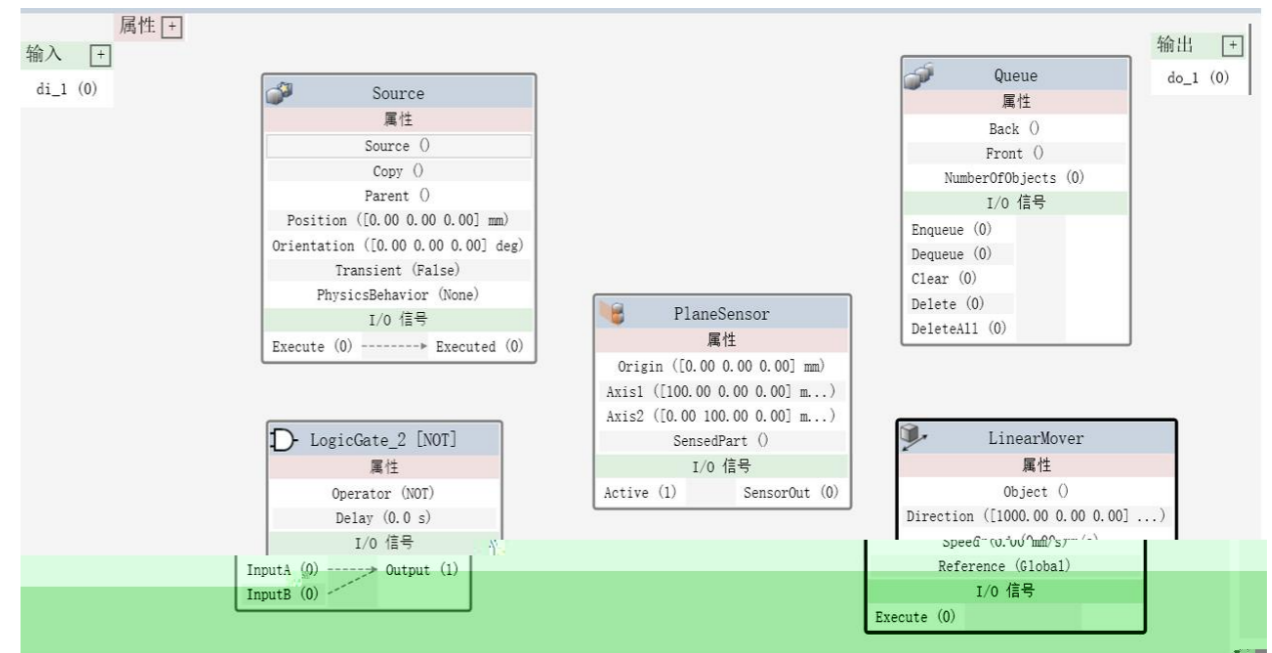 属性 +
输入 +
di_1 (0)
输出 +
do_1 (0)
Source
属性
Source ()
Copy ()
Parent ()
Position ([0.00 0.00 0.00] mm)
Orientation ([0.00 0.00 0.00] deg)
Transient (False)
PhysicsBehavior (None)
I/O 信号
Execute (0) Executed (0)
Queue
属性
Back ()
Front ()
NumberOfObjects (0)
I/O 信号
Enqueue (0)
Dequeue (0)
Clear (0)
Delete (0)
DeleteAll (0)
PlaneSensor
属性
Origin ([0.00 0.00 0.00] mm)
Axis1 ([100.00 0.00 0.00] m...)
Axis2 ([0.00 100.00 0.00] m...)
SensedPart ()
I/O 信号
Active (1) SensorOut (0)
LogicGate_2 [NOT]
属性
Operator (NOT)
Delay (0.0 s)
I/O 信号
InputA (0) Output (1)
InputB (0)
LinearMover
属性
Object ()
Direction ([1000.00 0.00 0.00] ...)
Speed
Reference (Global)
I/O 信号
Execute (0)